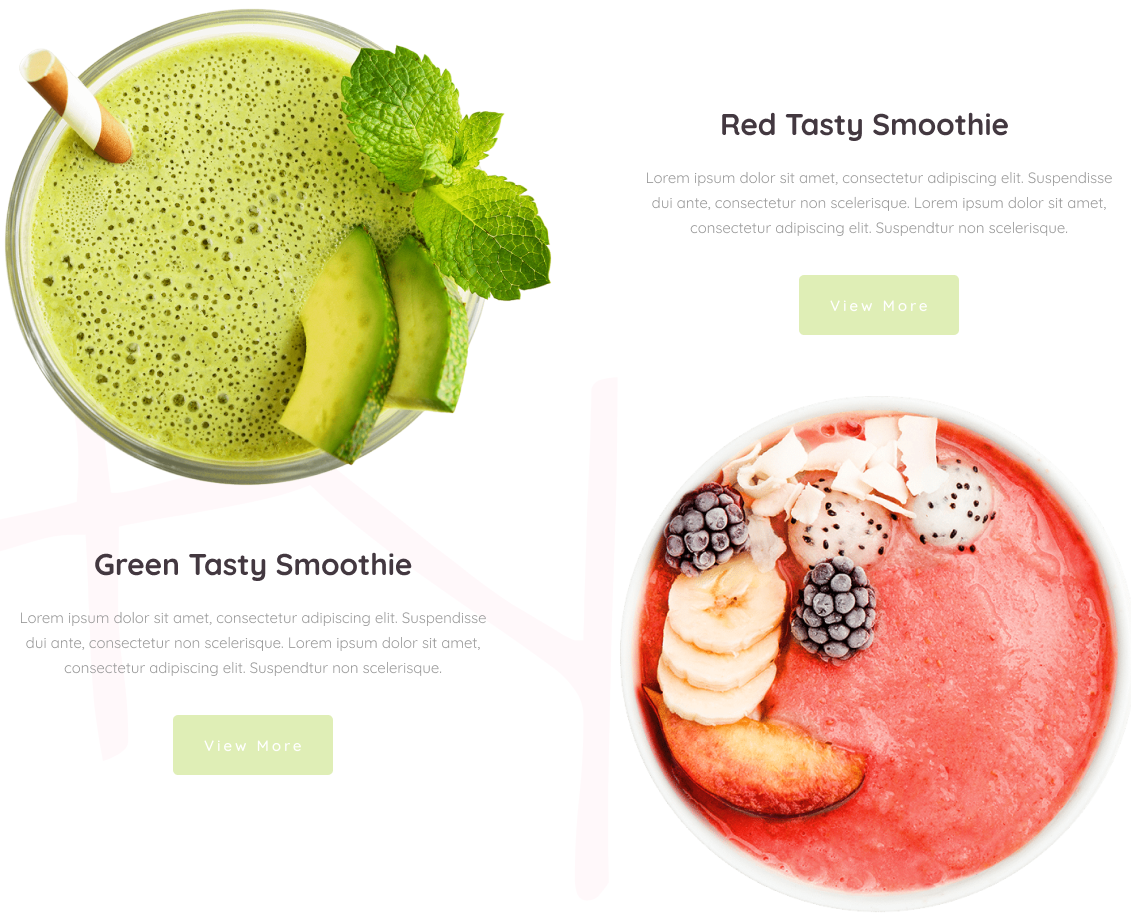 Red Tasty Smoothie
Lorem ipsum dolor sit amet, consectetur adipiscing elit. Suspendisse
dui ante, consectetur non scelerisque. Lorem ipsum dolor sit amet,
consectetur adipiscing elit. Suspendtur non scelerisque.
View More
Green Tasty Smoothie
Lorem ipsum dolor sit amet, consectetur adipiscing elit. Suspendisse
dui ante, consectetur non scelerisque. Lorem ipsum dolor sit amet,
consectetur adipiscing elit. Suspendtur non scelerisque.
View More